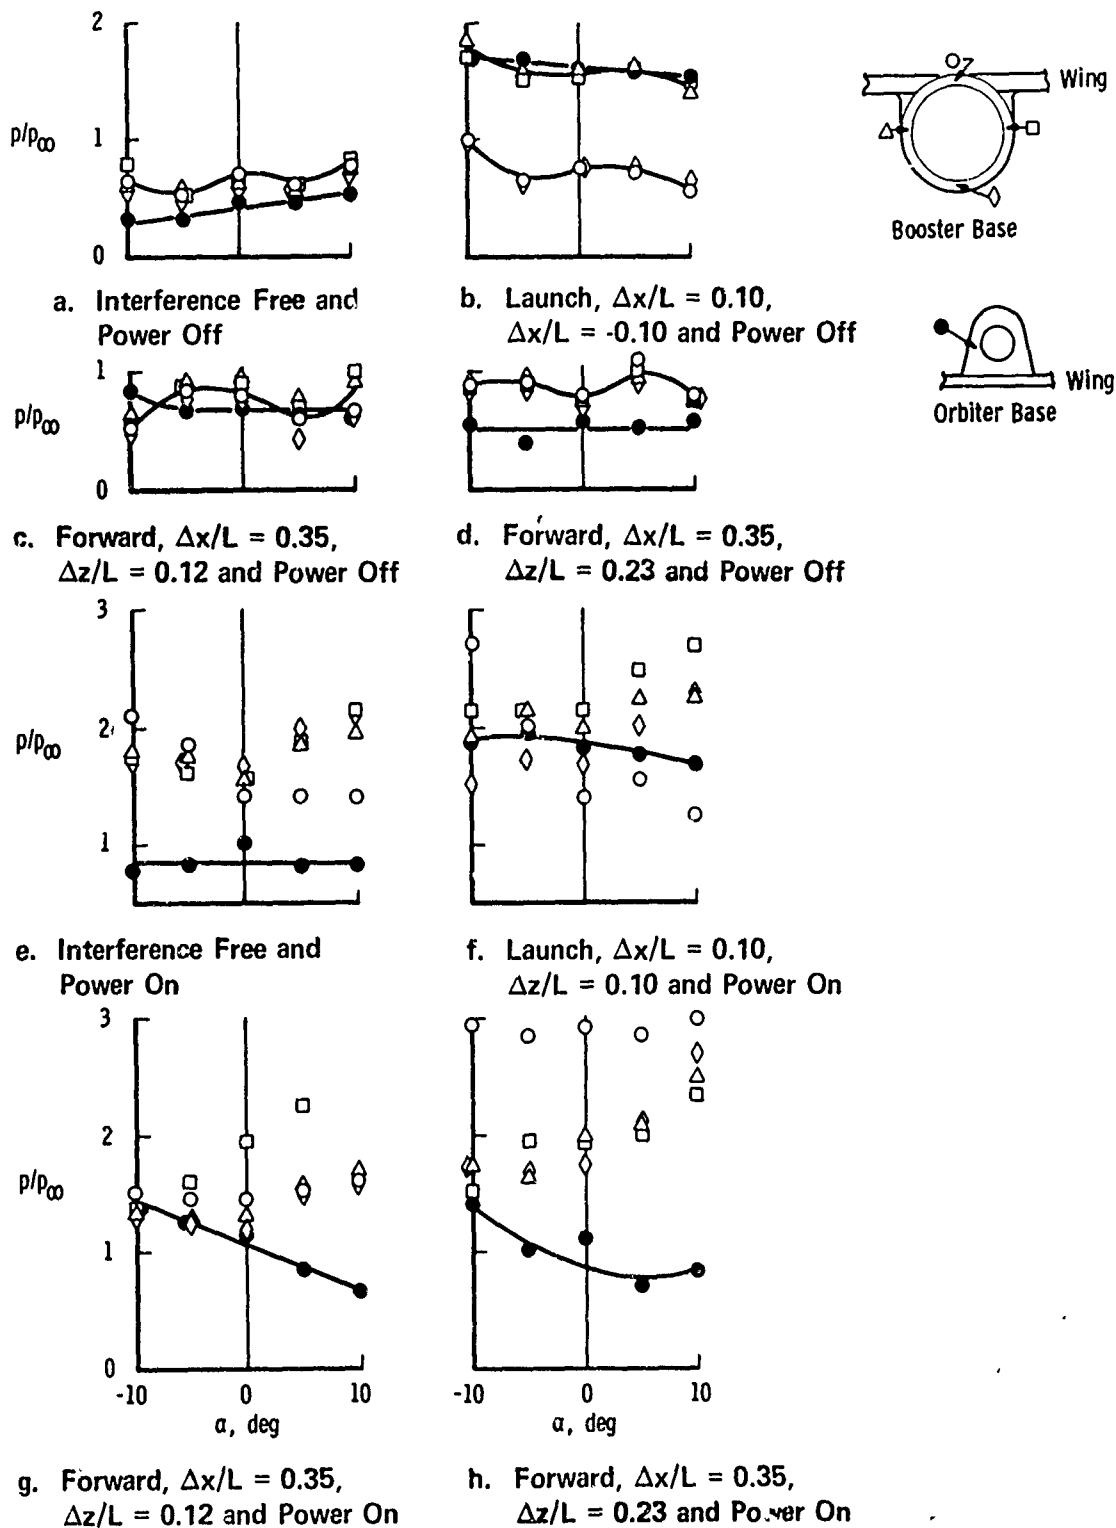 2
p/p∞
1
0
Wing
Booster Base
a. Interference Free and
Power Off
b. Launch, Δx/L = 0.10,
Δx/L = -0.10 and Power Off
Wing
Orbiter Base
1
p/p∞
0
c. Forward, Δx/L = 0.35,
Δz/L = 0.12 and Power Off
d. Forward, Δx/L = 0.35,
Δz/L = 0.23 and Power Off
3
2
p/p∞
1
e. Interference Free and
Power On
f. Launch, Δx/L = 0.10,
Δz/L = 0.10 and Power On
3
2
p/p∞
1
0
-10 0 10
α, deg
-10 0 10
α, deg
g. Forward, Δx/L = 0.35,
Δz/L = 0.12 and Power On
h. Forward, Δx/L = 0.35,
Δz/L = 0.23 and Power On